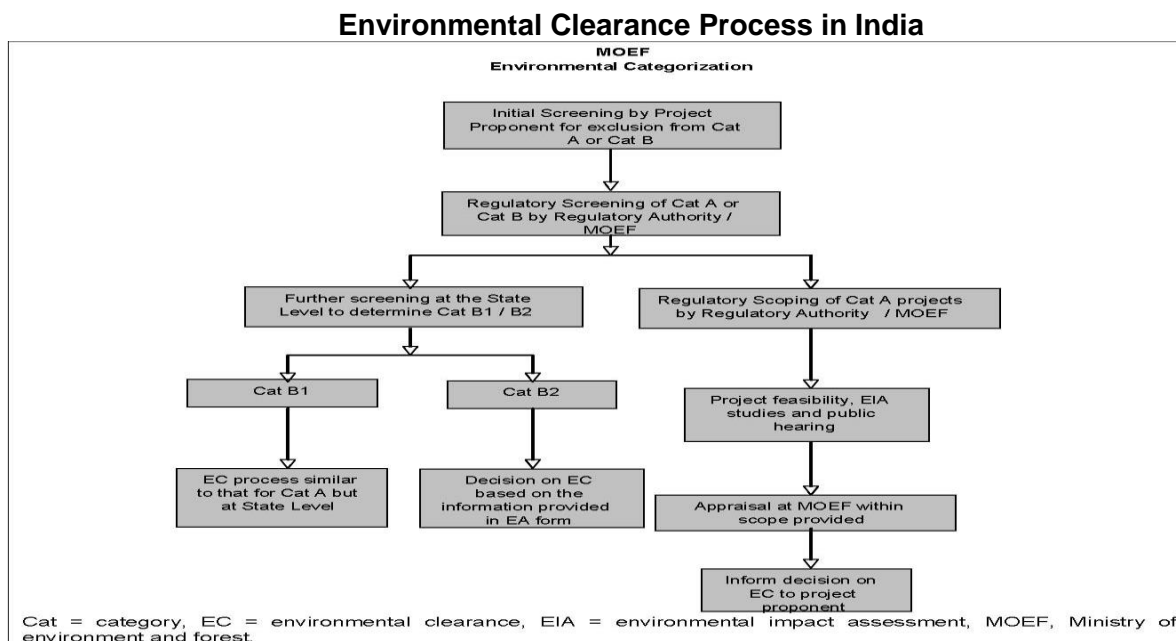 Environmental Clearance Process in India
MOEF
Environmental Categorization
Initial Screening by Project
Proponent for exclusion from Cat
A or Cat B
Regulatory Screening of Cat A or
Cat B by Regulatory Authority /
MOEF
Further screening at the State
Level to determine Cat B1 / B2
Regulatory Scoping of Cat A projects
by Regulatory Authority / MOEF
Cat B1
Cat B2
Project feasibility, EIA
studies and public
hearing
EC process similar
to that for Cat A but
at State Level
Decision on EC
based on the
information provided
in EA form
Appraisal at MOEF within
scope provided
Inform decision on
EC to project
proponent
Cat = category, EC = environmental clearance, EIA = environmental impact assessment, MOEF, Ministry of
environment and forest.